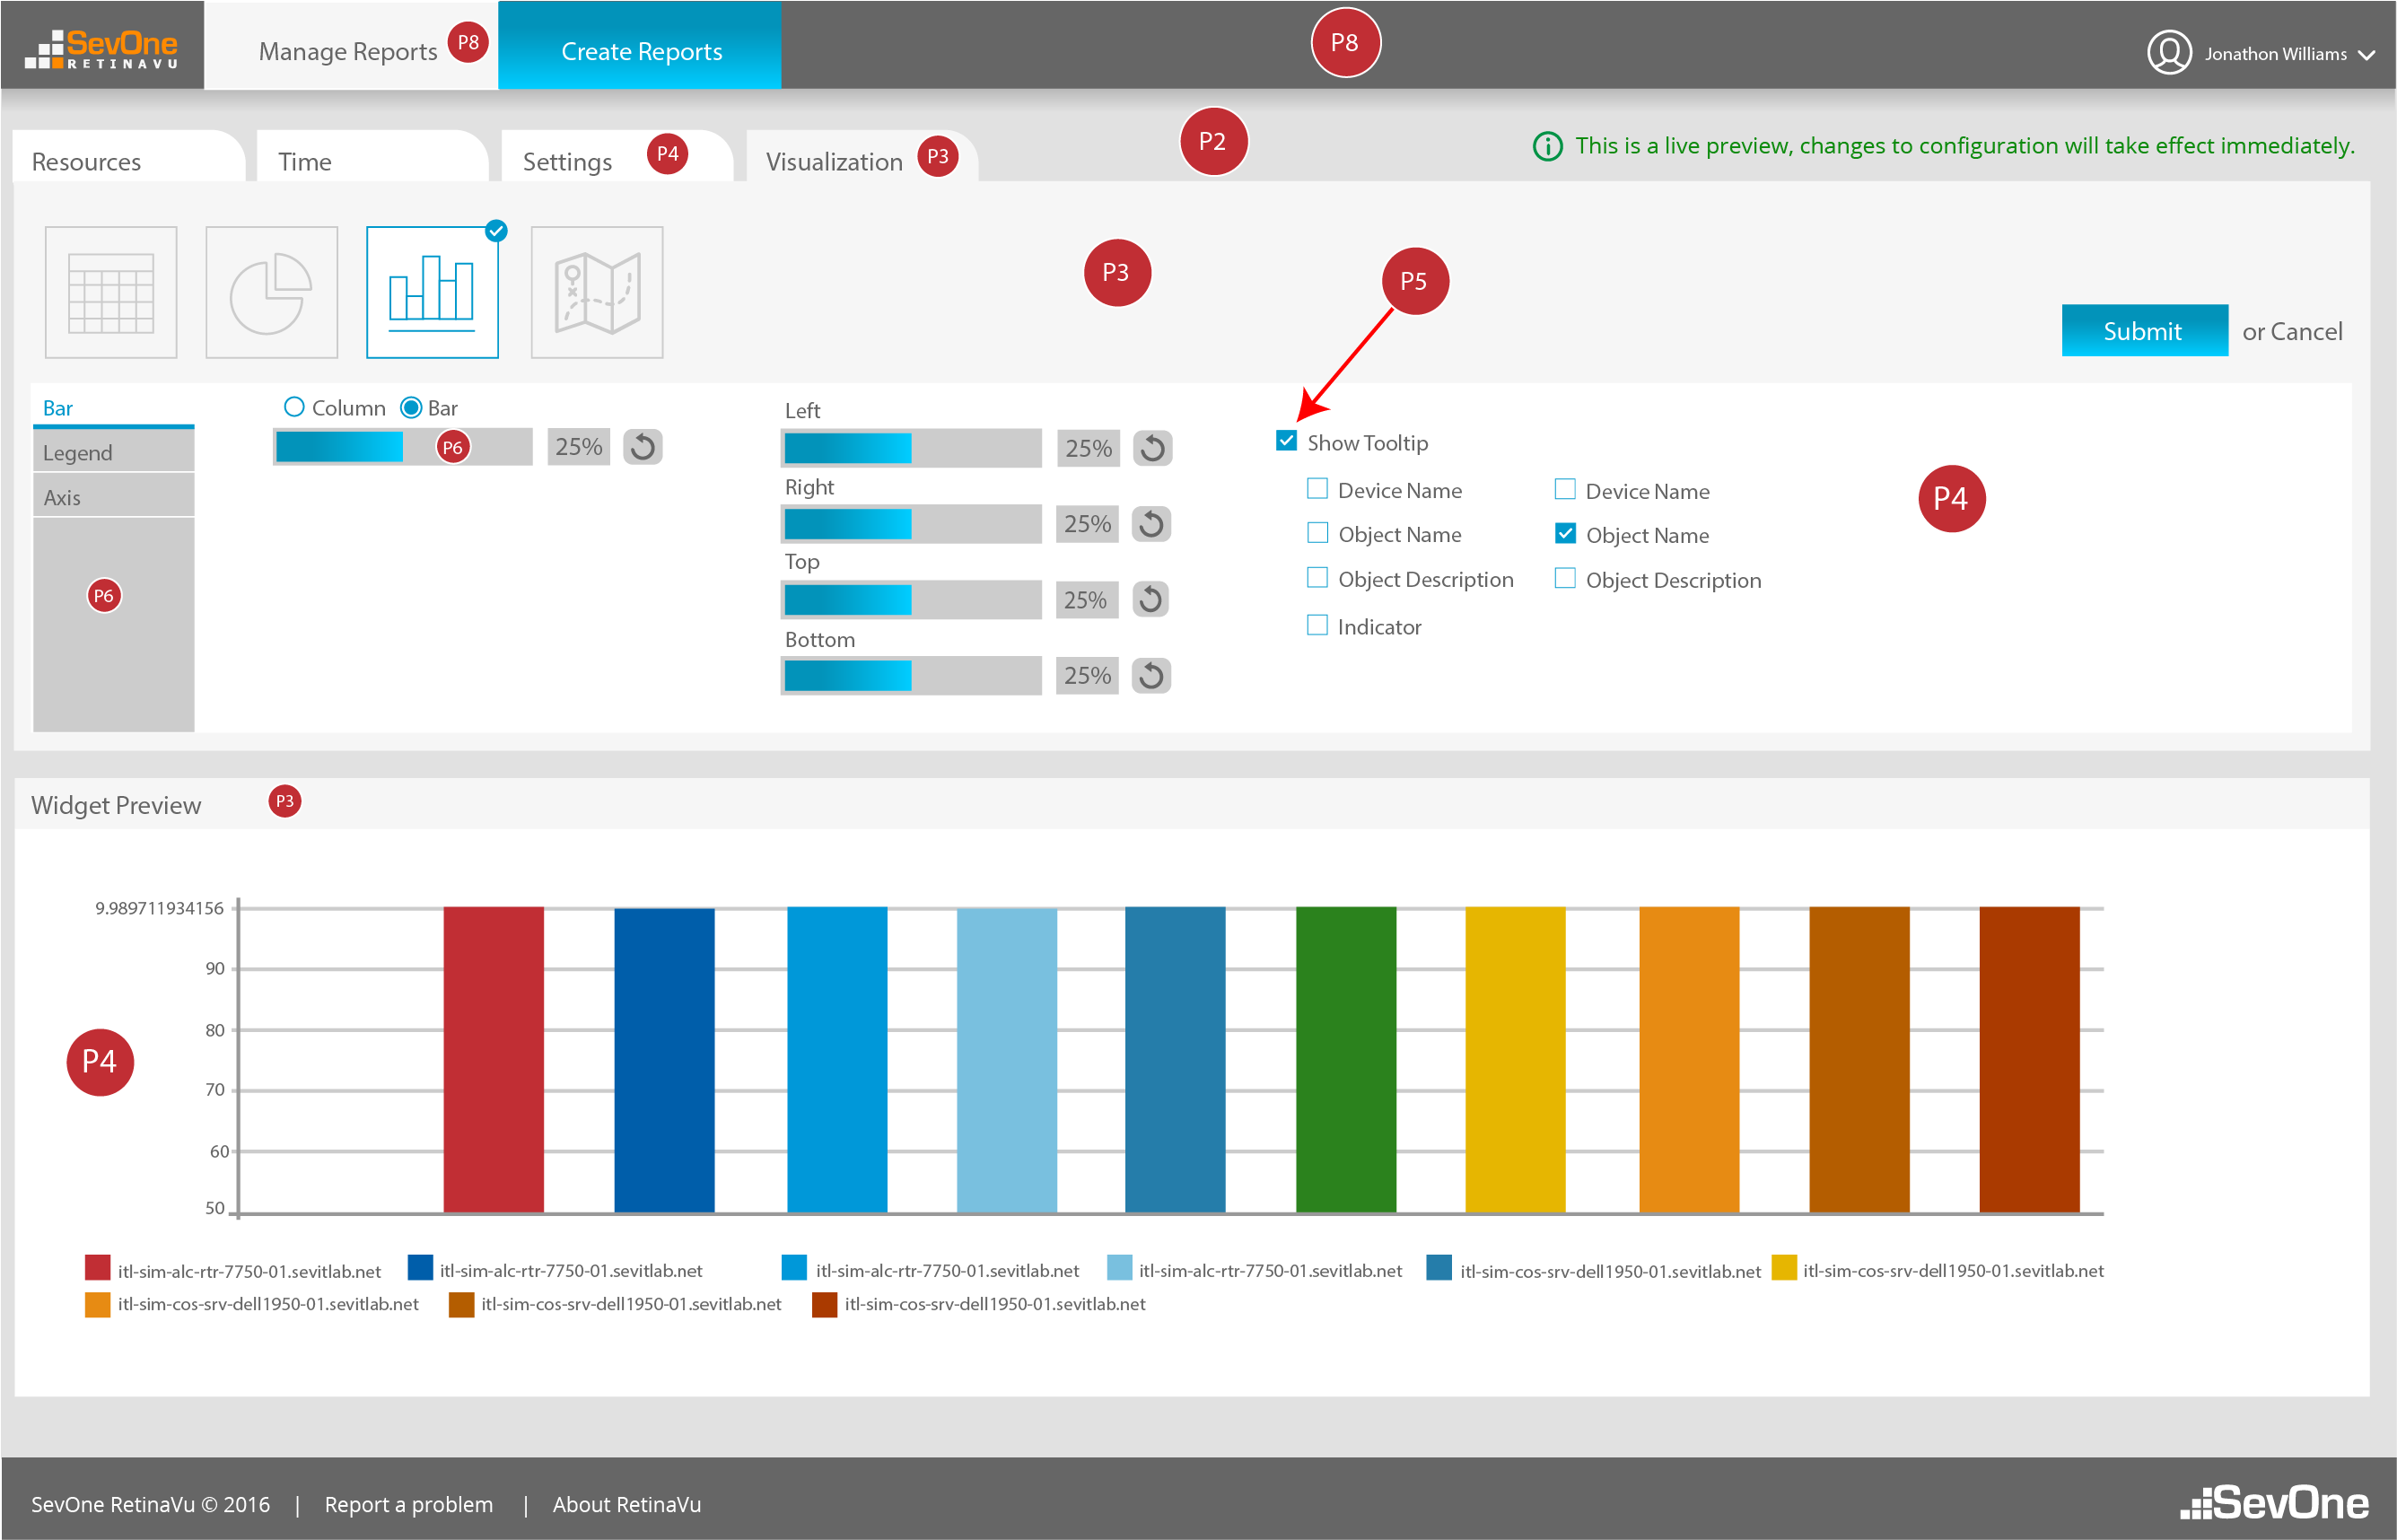 SevOne
RETINAVU
Manage Reports P8
Create Reports
P8
Jonathon Williams
Resources
Time
Settings P4
Visualization P3
P2
This is a live preview, changes to configuration will take effect immediately.
P3
P5
Submit or Cancel
Bar
Legend
Axis
P6
Column Bar
P6 25%
Left
25%
Right
25%
Top
25%
Bottom
25%
Show Tooltip
Device Name Device Name
Object Name Object Name
Object Description Object Description
Indicator
P4
Widget Preview P3
9.989711934156
90
80
70
60
50
P4
itl-sim-alc-rtr-7750-01.sevitlab.net itl-sim-alc-rtr-7750-01.sevitlab.net itl-sim-alc-rtr-7750-01.sevitlab.net itl-sim-alc-rtr-7750-01.sevitlab.net itl-sim-cos-srv-dell1950-01.sevitlab.net itl-sim-cos-srv-dell1950-01.sevitlab.net
itl-sim-cos-srv-dell1950-01.sevitlab.net itl-sim-cos-srv-dell1950-01.sevitlab.net itl-sim-cos-srv-dell1950-01.sevitlab.net
SevOne RetinaVu © 2016 | Report a problem | About RetinaVu
SevOne